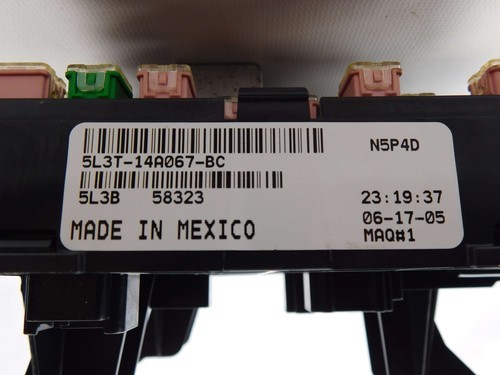 5L3T-14A067-BC
N5P4D
5L3B 58323
23:19:37
06-17-05
MADE IN MEXICO
MAQ#1